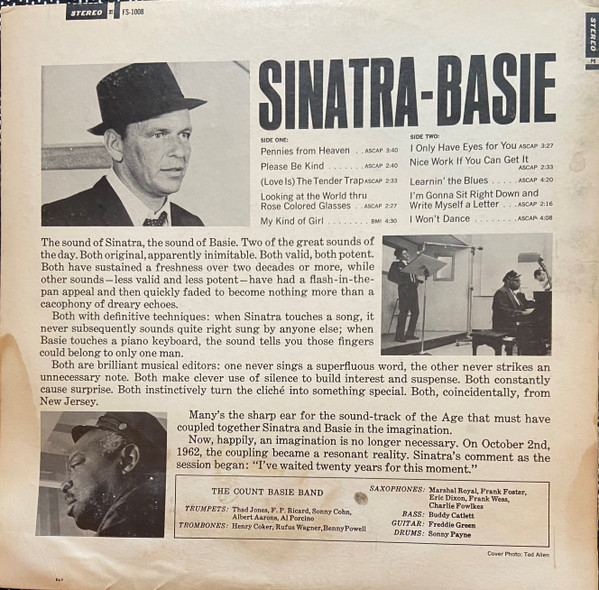 STEREO FS-1008
STEREO
SINATRA-BASIE
SIDE ONE:
Pennies from Heaven . . ASCAP 3:40
Please Be Kind . . . . . . . ASCAP 2:40
(Love Is) The Tender Trap ASCAP 2:33
Looking at the World thru
Rose Colored Glasses . . ASCAP 2:27
My Kind of Girl . . . . . . . . BMI 4:30
SIDE TWO:
I Only Have Eyes for You ASCAP 3:27
Nice Work If You Can Get It
ASCAP 2:33
Learnin' the Blues . . . . . ASCAP 4:20
I'm Gonna Sit Right Down and
Write Myself a Letter . . . ASCAP 2:16
I Won't Dance . . . . . . . . ASCAP 4:08
The sound of Sinatra, the sound of Basie. Two of the great sounds of
the day. Both original, apparently inimitable. Both valid, both potent.
Both have sustained a freshness over two decades or more, while
other sounds—less valid and less potent—have had a flash-in-the-
pan appeal and then quickly faded to become nothing more than a
cacophony of dreary echoes.
Both with definitive techniques: when Sinatra touches a song, it
never subsequently sounds quite right sung by anyone else; when
Basie touches a piano keyboard, the sound tells you those fingers
could belong to only one man.
Both are brilliant musical editors: one never sings a superfluous word, the other never strikes an
unnecessary note. Both make clever use of silence to build interest and suspense. Both constantly
cause surprise. Both instinctively turn the cliché into something special. Both, coincidentally, from
New Jersey.
Many's the sharp ear for the sound-track of the Age that must have
coupled together Sinatra and Basie in the imagination.
Now, happily, an imagination is no longer necessary. On October 2nd,
1962, the coupling became a resonant reality. Sinatra's comment as the
session began: "I've waited twenty years for this moment."
THE COUNT BASIE BAND
TRUMPETS: Thad Jones, F. P. Ricard, Sonny Cohn,
Albert Aarons, Al Porcino
TROMBONES: Henry Coker, Rufus Wagner, Benny Powell
SAXOPHONES: Marshal Royal, Frank Foster,
Eric Dixon, Frank Wess,
Charlie Fowlkes
BASS: Buddy Catlett
GUITAR: Freddie Green
DRUMS: Sonny Payne
Cover Photo: Ted Allen